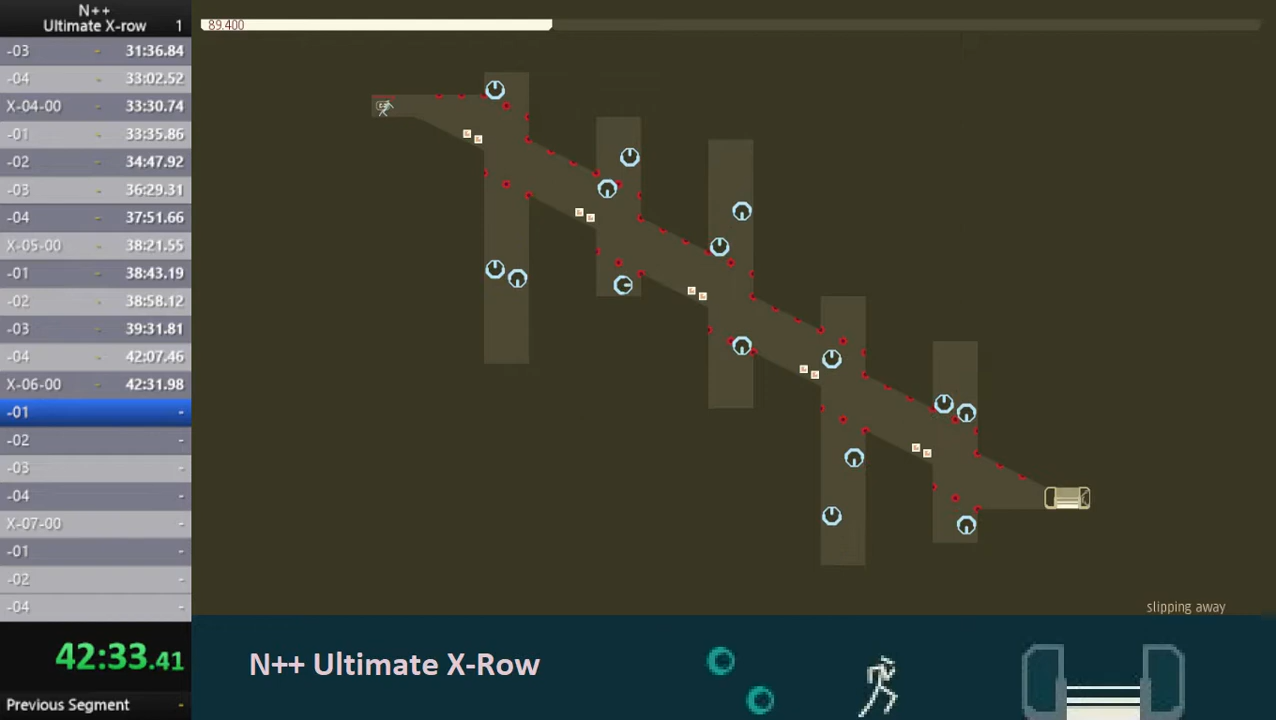 N++
Ultimate X-row 1
-03 - 31:36.84
-04 - 33:02.52
X-04-00 - 33:30.74
-01 - 33:35.86
-02 - 34:47.92
-03 - 36:29.31
-04 - 37:51.66
X-05-00 - 38:21.55
-01 - 38:43.19
-02 - 38:58.12
-03 - 39:31.81
-04 - 42:07.46
X-06-00 - 42:31.98
-01 -
-02 -
-03 -
-04 -
X-07-00 -
-01 -
-02 -
-04 -
42:33.41
Previous Segment -
89.400
slipping away
N++ Ultimate X-Row